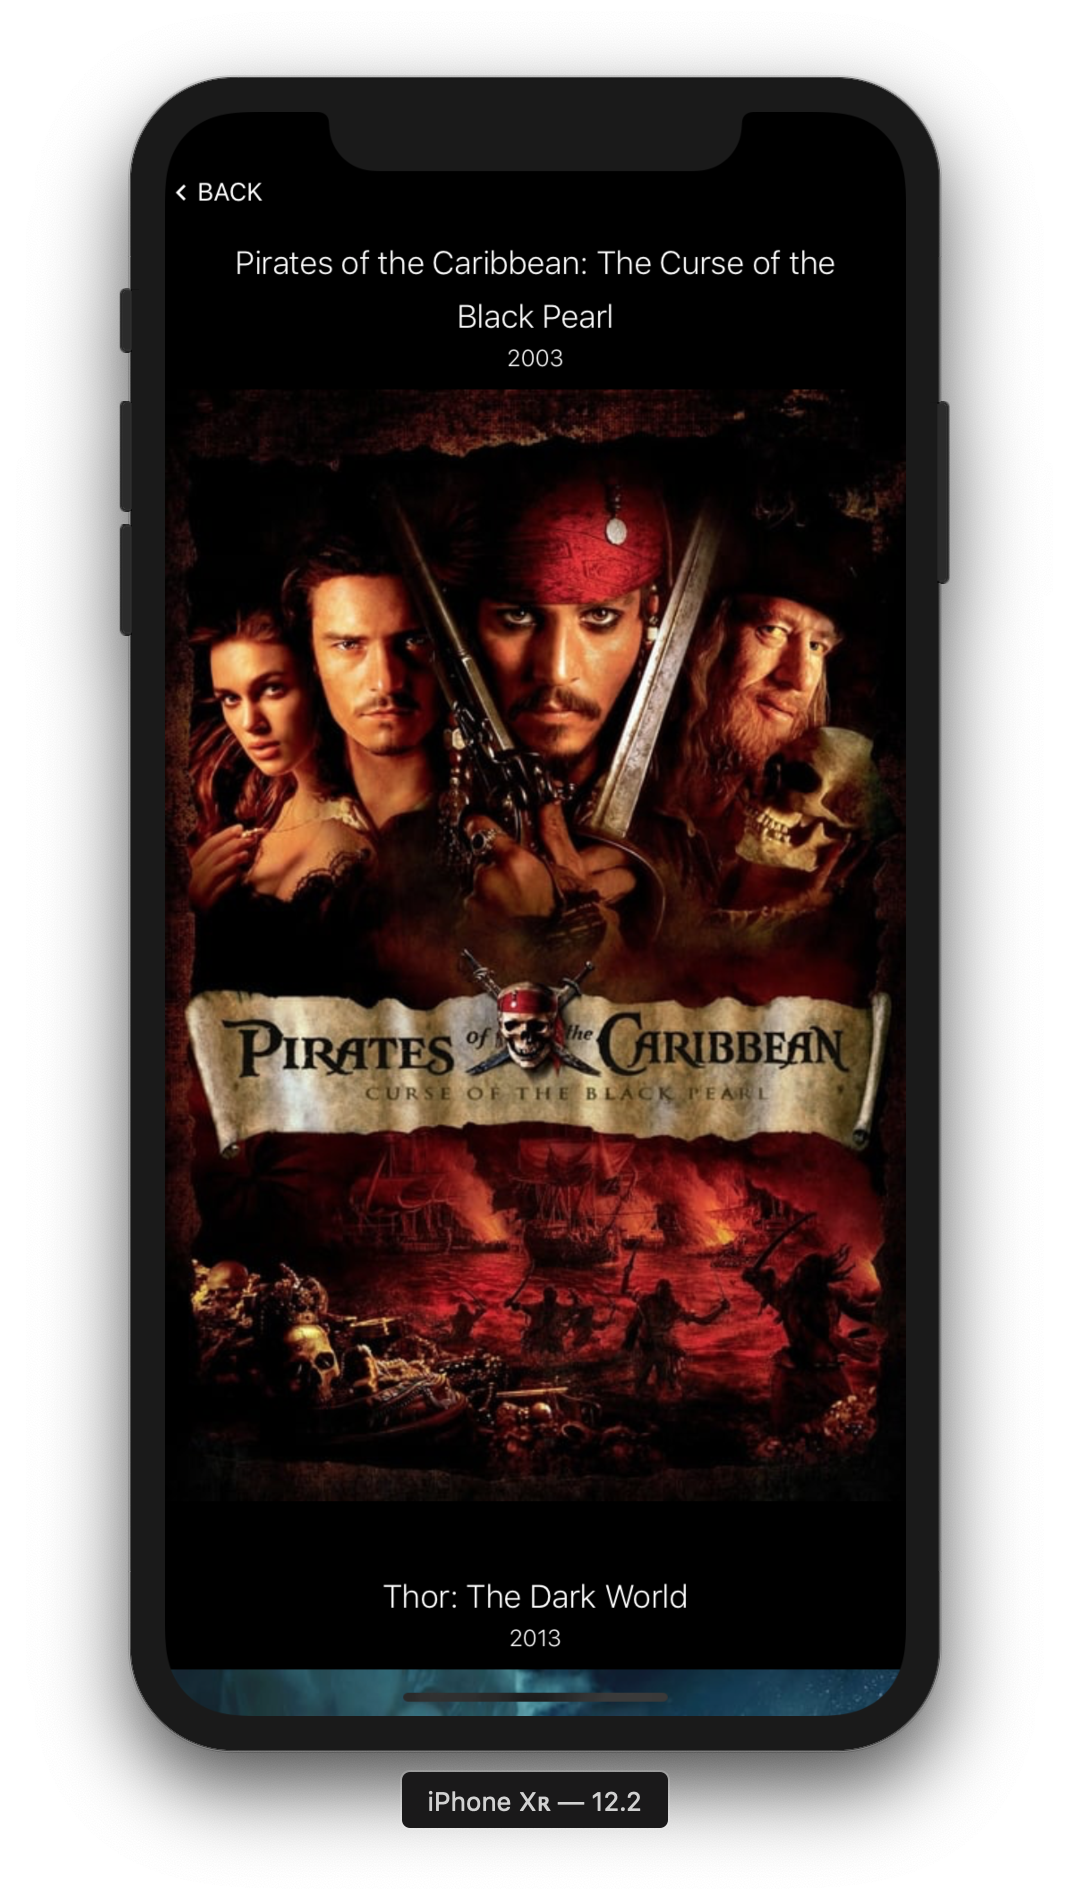 BACK
Pirates of the Caribbean: The Curse of the
Black Pearl
2003
PIRATES of the CARIBBEAN
CURSE OF THE BLACK PEARL
Thor: The Dark World
2013
iPhone Xʀ — 12.2